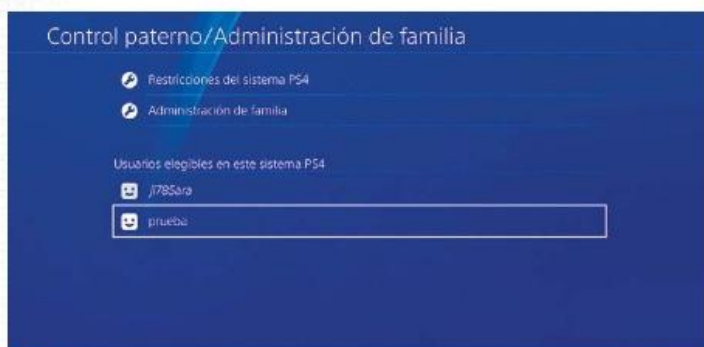 Control paterno/Administración de familia
Restricciones del sistema PS4
Administración de familia
Usuarios elegibles en este sistema PS4
jl78Sara
prueba